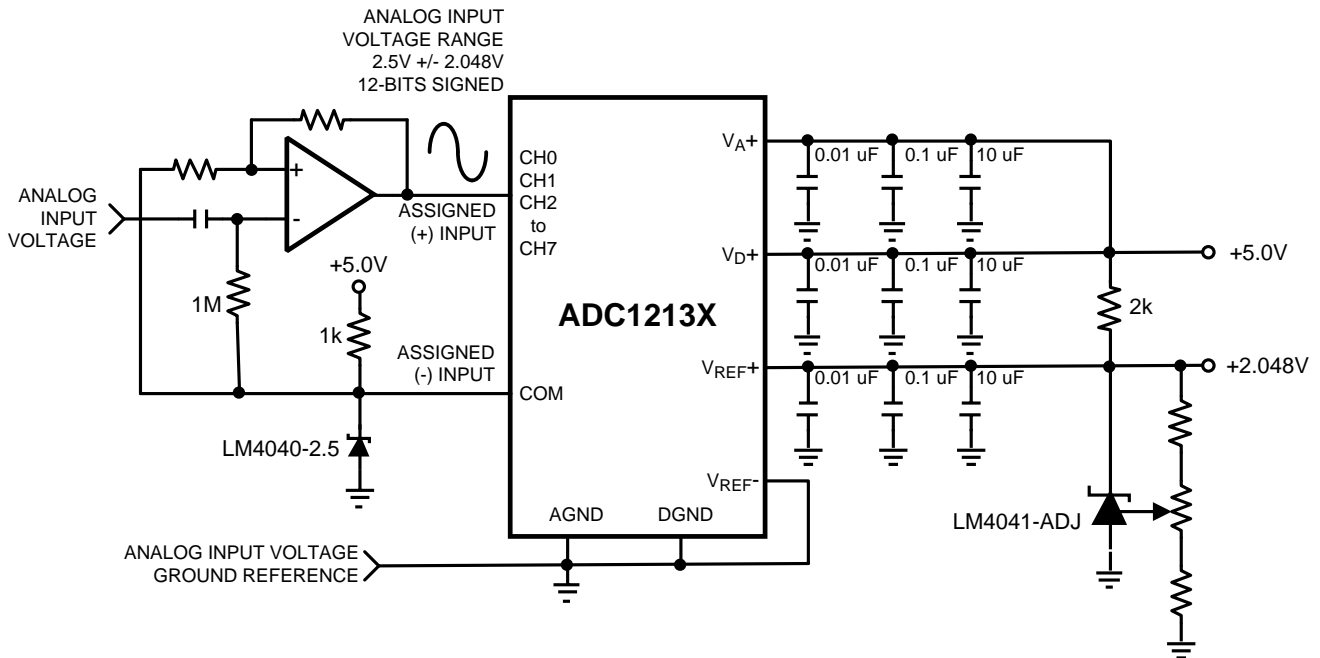 ANALOG INPUT
VOLTAGE RANGE
2.5V +/- 2.048V
12-BITS SIGNED
+
-
ANALOG
INPUT
VOLTAGE
1M
+5.0V
1k
LM4040-2.5
ASSIGNED
(+) INPUT
ASSIGNED
(-) INPUT
CH0
CH1
CH2
to
CH7
COM
ADC1213X
VA+
VD+
VREF+
VREF-
AGND
DGND
0.01 uF 0.1 uF 10 uF
0.01 uF 0.1 uF 10 uF
0.01 uF 0.1 uF 10 uF
+5.0V
2k
+2.048V
LM4041-ADJ
ANALOG INPUT VOLTAGE
GROUND REFERENCE